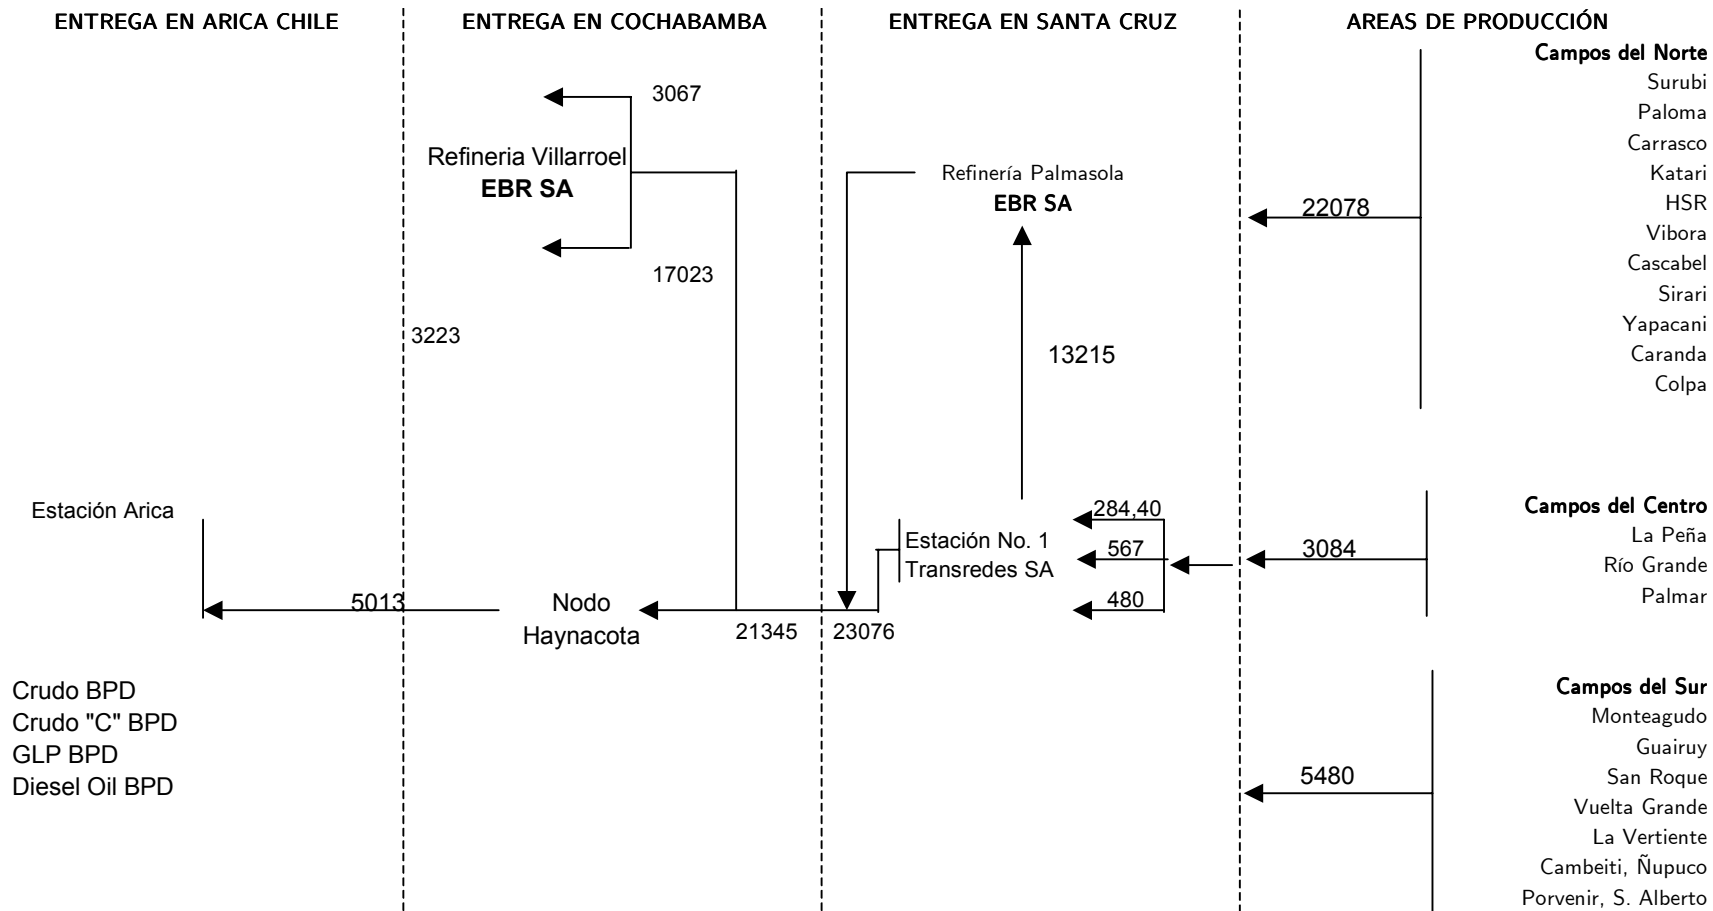 ENTREGA EN ARICA CHILE
ENTREGA EN COCHABAMBA
ENTREGA EN SANTA CRUZ
AREAS DE PRODUCCIÓN
Estación Arica
5013
Crudo BPD
Crudo "C" BPD
GLP BPD
Diesel Oil BPD
3067
Refineria Villarroel
EBR SA
17023
3223
Nodo
Haynacota
21345
23076
Refinería Palmasola
EBR SA
13215
284,40
Estación No. 1
567
Transredes SA
480
Campos del Norte
Surubi
Paloma
Carrasco
Katari
22078
HSR
Vibora
Cascabel
Sirari
Yapacani
Caranda
Colpa
Campos del Centro
La Peña
3084
Río Grande
Palmar
Campos del Sur
Monteagudo
Guairuy
5480
San Roque
Vuelta Grande
La Vertiente
Cambeiti, Ñupuco
Porvenir, S. Alberto